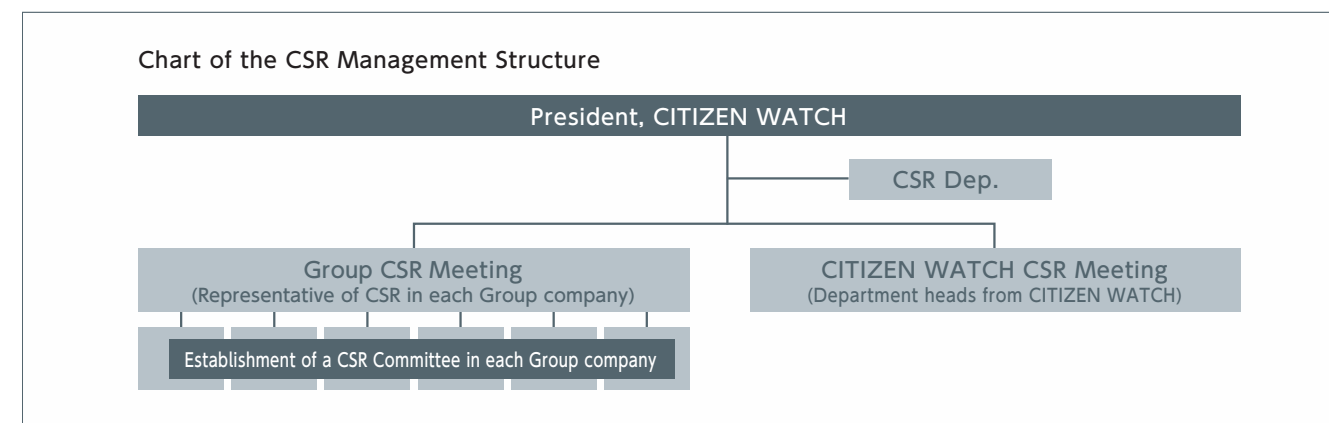 Chart of the CSR Management Structure
President, CITIZEN WATCH
CSR Dep.
Group CSR Meeting
(Representative of CSR in each Group company)
CITIZEN WATCH CSR Meeting
(Department heads from CITIZEN WATCH)
Establishment of a CSR Committee in each Group company